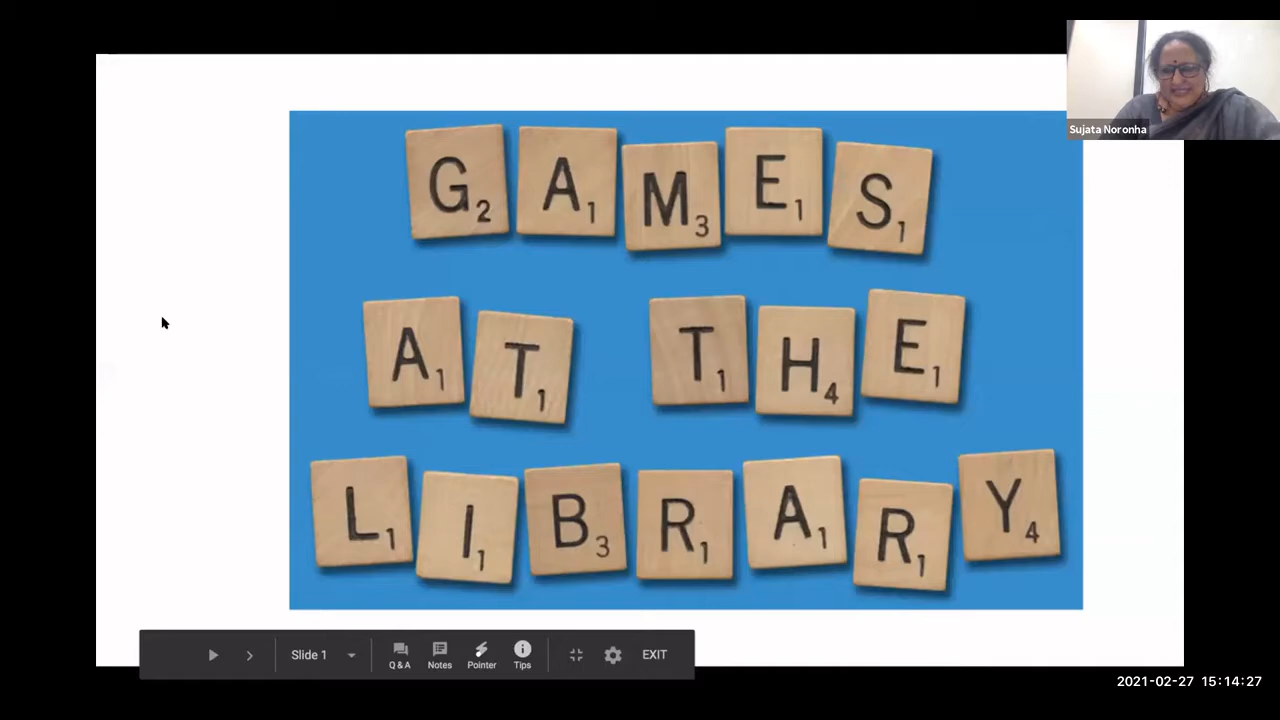 Sujata Noronha
G2 A1 M3 E1 S1
A1 T1 T1 H4 E1
L1 I1 B3 R1 A1 R1 Y4
Slide 1
Q & A Notes Pointer Tips
EXIT
2021-02-27 15:14:27